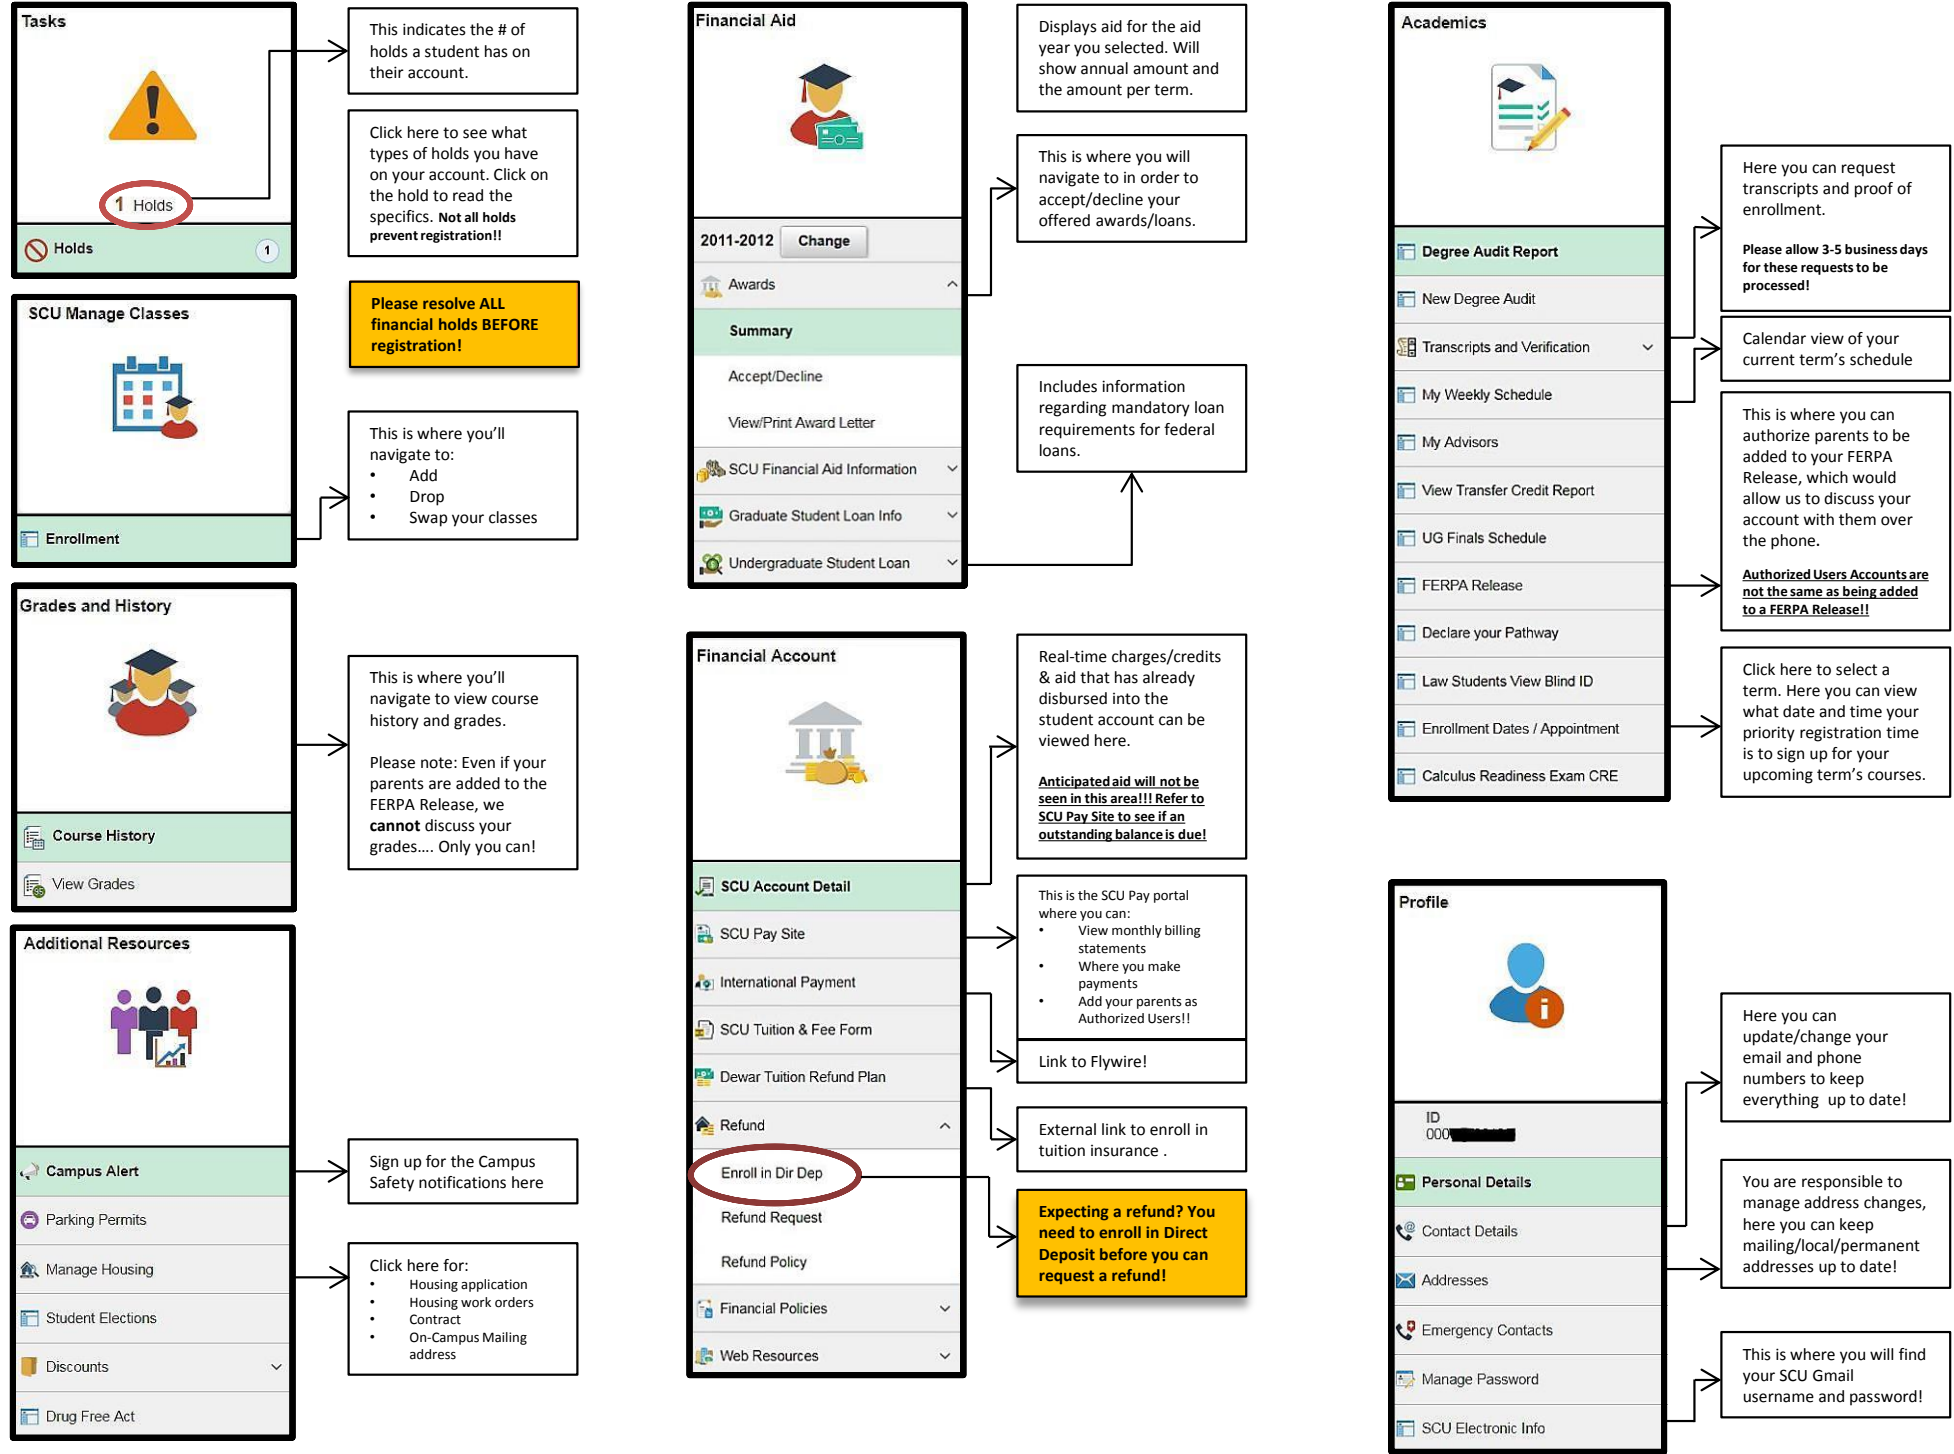 Tasks
1 Holds
Holds 1
This indicates the # of
holds a student has on
their account.
Click here to see what
types of holds you have
on your account. Click on
the hold to read the
specifics. Not all holds
prevent registration!!
Please resolve ALL
financial holds BEFORE
registration!
SCU Manage Classes
Enrollment
This is where you’ll
navigate to:
• Add
• Drop
• Swap your classes
Grades and History
Course History
View Grades
This is where you’ll
navigate to view course
history and grades.
Please note: Even if your
parents are added to the
FERPA Release, we
cannot discuss your
grades.... Only you can!
Additional Resources
Campus Alert
Parking Permits
Manage Housing
Student Elections
Discounts
Drug Free Act
Sign up for the Campus
Safety notifications here
Click here for:
• Housing application
• Housing work orders
• Contract
• On-Campus Mailing
address
Financial Aid
2011-2012 Change
Awards
Summary
Accept/Decline
View/Print Award Letter
SCU Financial Aid Information
Graduate Student Loan Info
Undergraduate Student Loan
Displays aid for the aid
year you selected. Will
show annual amount and
the amount per term.
This is where you will
navigate to in order to
accept/decline your
offered awards/loans.
Includes information
regarding mandatory loan
requirements for federal
loans.
Financial Account
SCU Account Detail
SCU Pay Site
International Payment
SCU Tuition & Fee Form
Dewar Tuition Refund Plan
Refund
Enroll in Dir Dep
Refund Request
Refund Policy
Financial Policies
Web Resources
Real-time charges/credits
& aid that has already
disbursed into the
student account can be
viewed here.
Anticipated aid will not be
seen in this area!!! Refer to
SCU Pay Site to see if an
outstanding balance is due!
This is the SCU Pay portal
where you can:
• View monthly billing
statements
• Where you make
payments
• Add your parents as
Authorized Users!!
Link to Flywire!
External link to enroll in
tuition insurance .
Expecting a refund? You
need to enroll in Direct
Deposit before you can
request a refund!
Academics
Degree Audit Report
New Degree Audit
Transcripts and Verification
My Weekly Schedule
My Advisors
View Transfer Credit Report
UG Finals Schedule
FERPA Release
Declare your Pathway
Law Students View Blind ID
Enrollment Dates / Appointment
Calculus Readiness Exam CRE
Here you can request
transcripts and proof of
enrollment.
Please allow 3-5 business days
for these requests to be
processed!
Calendar view of your
current term’s schedule
This is where you can
authorize parents to be
added to your FERPA
Release, which would
allow us to discuss your
account with them over
the phone.
Authorized Users Accounts are
not the same as being added
to a FERPA Release!!
Click here to select a
term. Here you can view
what date and time your
priority registration time
is to sign up for your
upcoming term’s courses.
Profile
ID
000
Personal Details
Contact Details
Addresses
Emergency Contacts
Manage Password
SCU Electronic Info
Here you can
update/change your
email and phone
numbers to keep
everything up to date!
You are responsible to
manage address changes,
here you can keep
mailing/local/permanent
addresses up to date!
This is where you will find
your SCU Gmail
username and password!